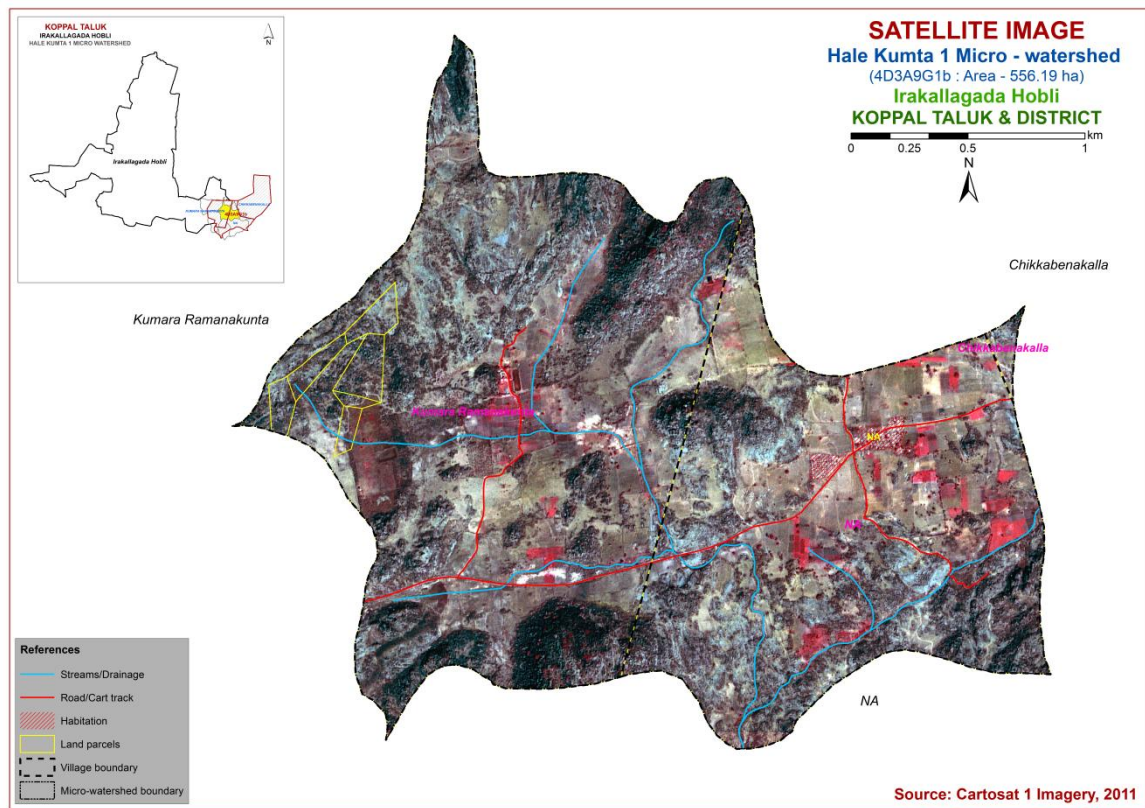 KOPPAL TALUK
IRAKALLAGADA HOBLI
HALE KUMTA 1 MICRO WATERSHED
N
Irakallagada Hobli
SATELLITE IMAGE
Hale Kumta 1 Micro - watershed
(4D3A9G1b : Area - 556.19 ha)
Irakallagada Hobli
KOPPAL TALUK & DISTRICT
km
0 0.25 0.5 1
N
Chikkabenakalla
Kumara Ramanakunta
Chikkabenakalla
Kumara Ramanakunta
NA
NA
NA
References
Streams/Drainage
Road/Cart track
Habitation
Land parcels
Village boundary
Micro-watershed boundary
Source: Cartosat 1 Imagery, 2011